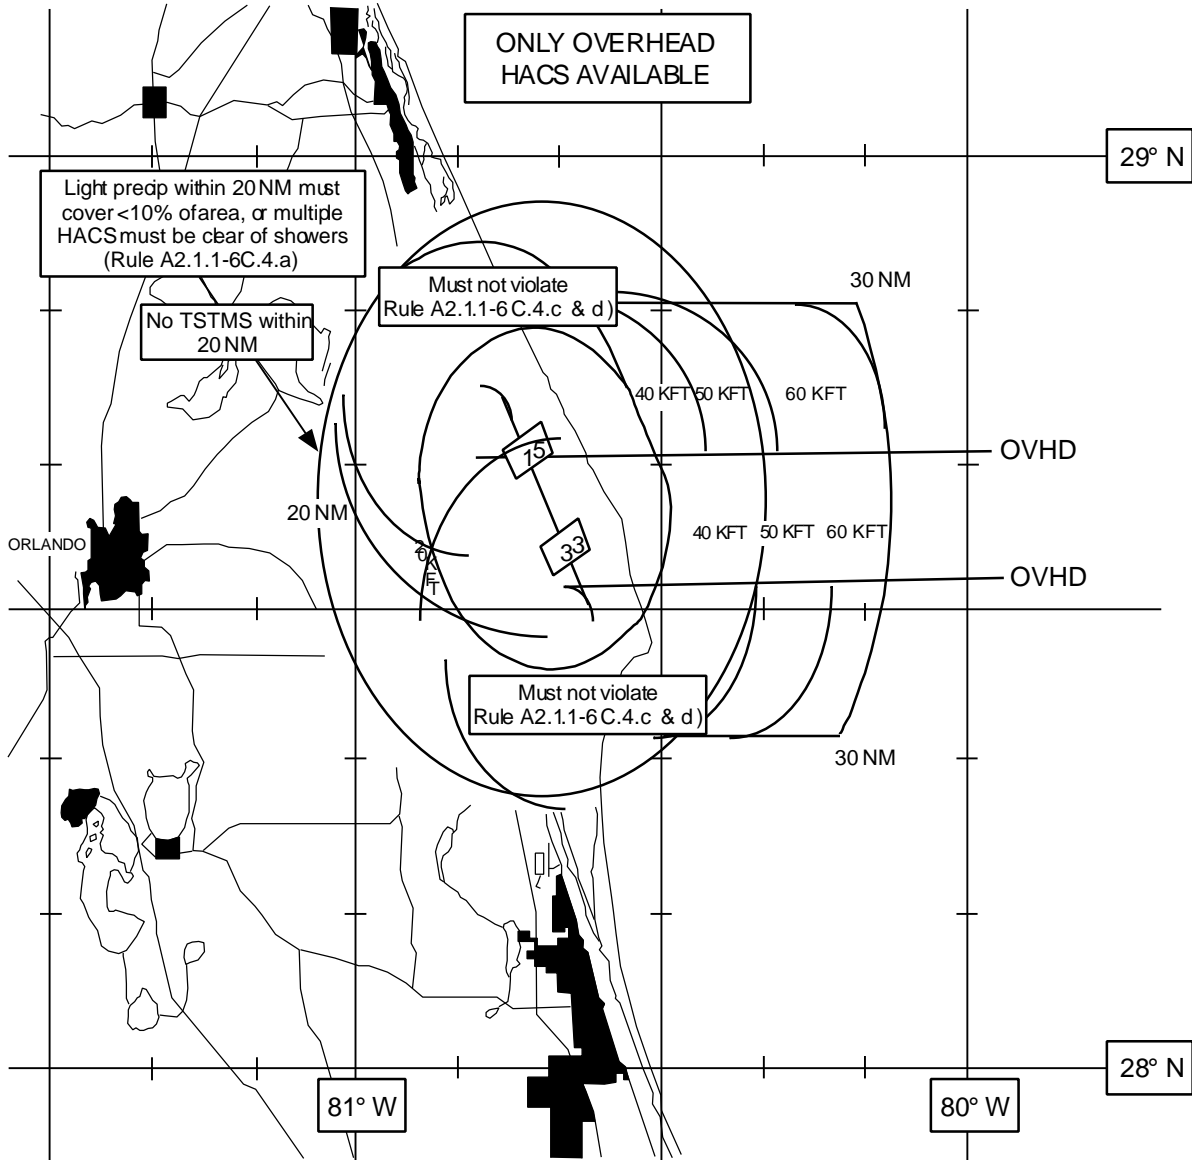 ONLY OVERHEAD
HACS AVAILABLE
29° N
Light precip within 20 NM must
cover <10% of area, or multiple
HACS must be clear of showers
(Rule A2.1.1-6C.4.a)
Must not violate
Rule A2.1.1-6C.4.c & d)
30 NM
No TSTMS within
20 NM
40 KFT
50 KFT
60 KFT
15
OVHD
20 NM
40 KFT
50 KFT
60 KFT
ORLANDO
20 KFT
33
OVHD
Must not violate
Rule A2.1.1-6C.4.c & d)
30 NM
28° N
81° W
80° W